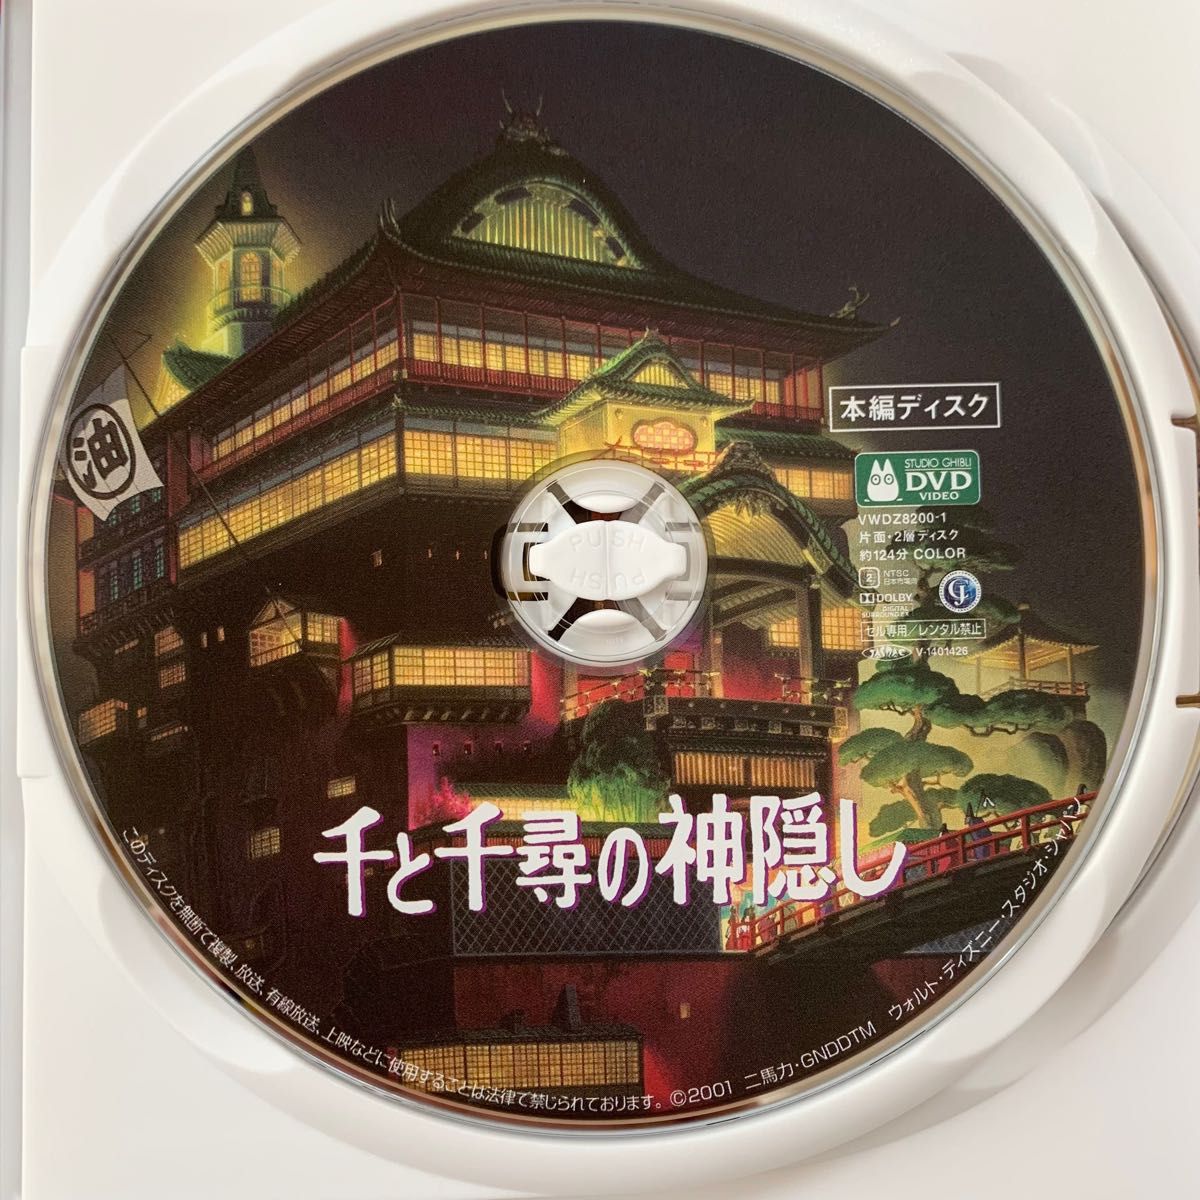 本編ディスク
STUDIO GHIBLI
DVD
VIDEO
VWDZ8200-1
片面・2層ディスク
約124分 COLOR
2
NTSC
日本市場向
DOLBY
DIGITAL
SURROUND EX
セル専用/レンタル禁止
JASRAC
V-1401426
油
PUSH
PUSH
千と千尋の神隠し
このディスクを無断で複製、放送、有線放送、上映などに使用することは法律で禁じられております。 ©2001 二馬力・GNDDTM ウォルト・ディズニー・スタジオ・ジャパン